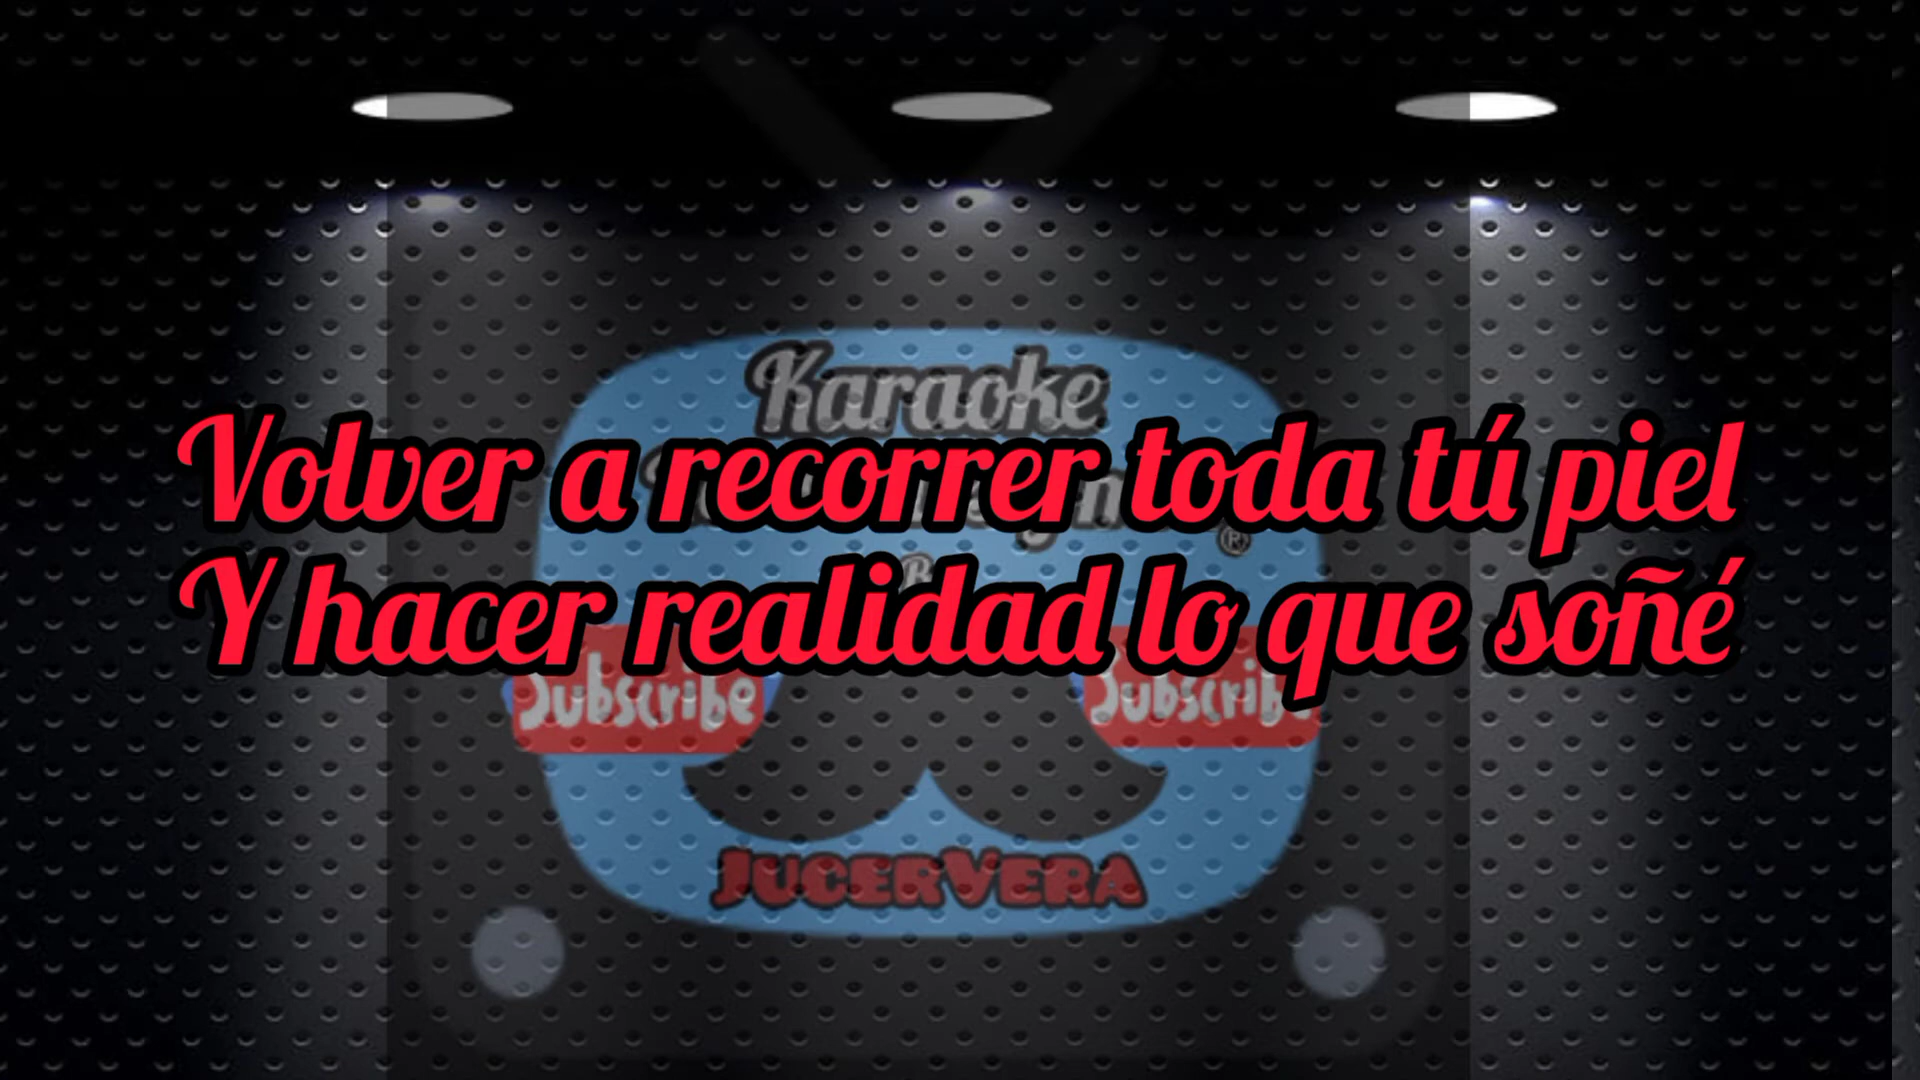 Karaoke
Volver a recorrer toda tú piel
Y hacer realidad lo que soñé
Subscribe Subscribe
JUCERVERA